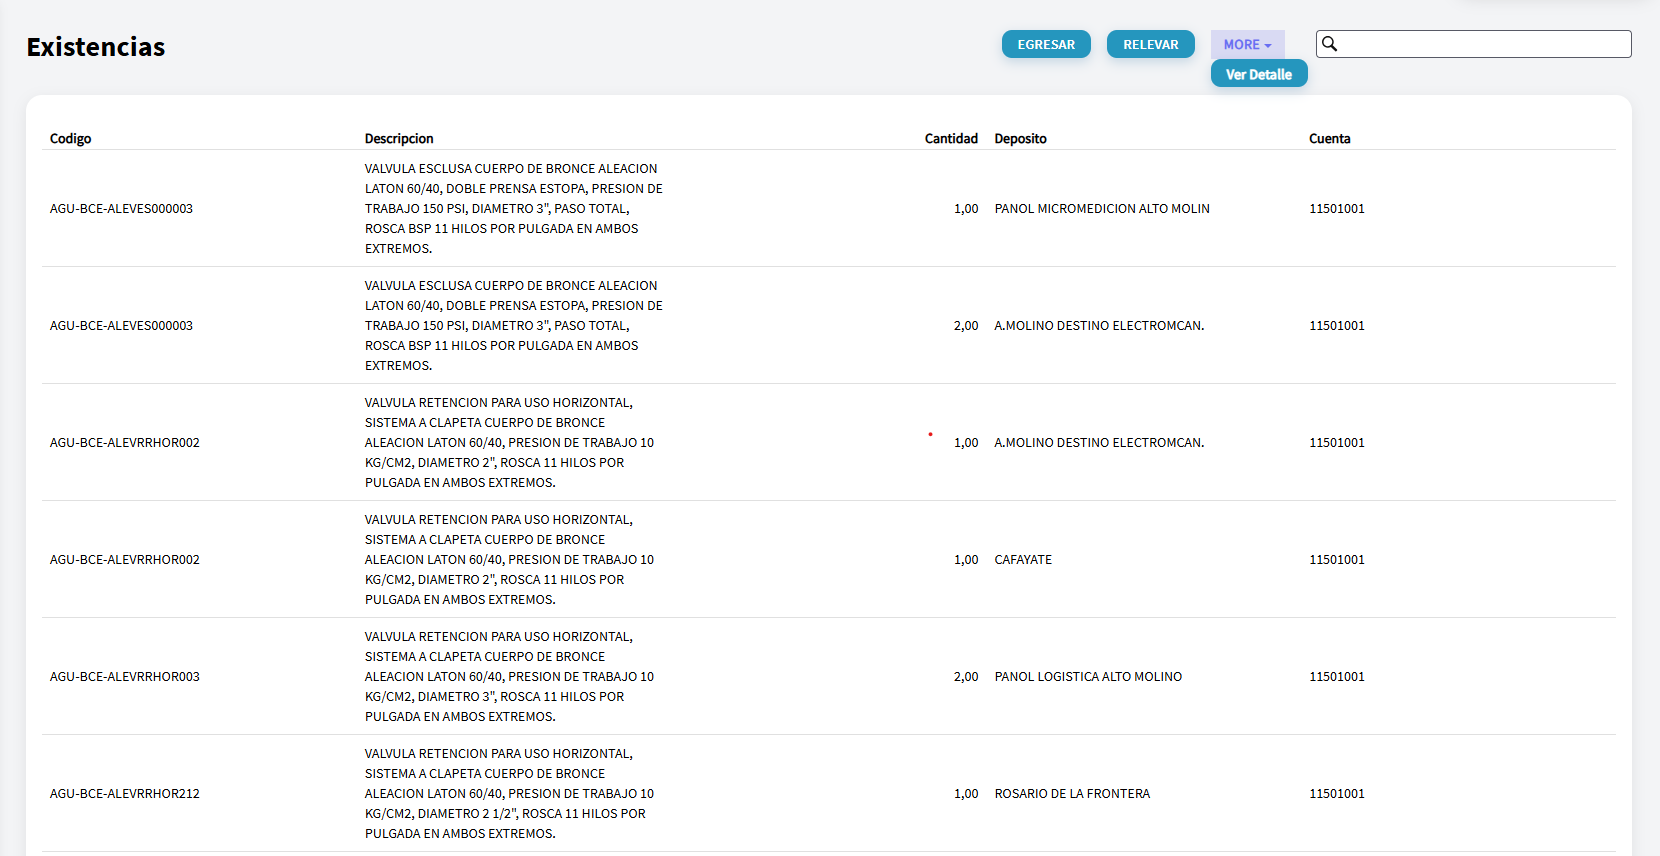 Existencias
EGRESAR
RELEVAR
MORE
Ver Detalle
Codigo Descripcion Cantidad Deposito Cuenta
VALVULA ESCLUSA CUERPO DE BRONCE ALEACION
LATON 60/40, DOBLE PRENSA ESTOPA, PRESION DE
AGU-BCE-ALEVES000003 TRABAJO 150 PSI, DIAMETRO 3", PASO TOTAL, 1,00 PANOL MICROMEDICION ALTO MOLIN 11501001
ROSCA BSP 11 HILOS POR PULGADA EN AMBOS
EXTREMOS.
VALVULA ESCLUSA CUERPO DE BRONCE ALEACION
LATON 60/40, DOBLE PRENSA ESTOPA, PRESION DE
AGU-BCE-ALEVES000003 TRABAJO 150 PSI, DIAMETRO 3", PASO TOTAL, 2,00 A.MOLINO DESTINO ELECTROMCAN. 11501001
ROSCA BSP 11 HILOS POR PULGADA EN AMBOS
EXTREMOS.
VALVULA RETENCION PARA USO HORIZONTAL,
SISTEMA A CLAPETA CUERPO DE BRONCE
AGU-BCE-ALEVRRHOR002 ALEACION LATON 60/40, PRESION DE TRABAJO 10 1,00 A.MOLINO DESTINO ELECTROMCAN. 11501001
KG/CM2, DIAMETRO 2", ROSCA 11 HILOS POR
PULGADA EN AMBOS EXTREMOS.
VALVULA RETENCION PARA USO HORIZONTAL,
SISTEMA A CLAPETA CUERPO DE BRONCE
AGU-BCE-ALEVRRHOR002 ALEACION LATON 60/40, PRESION DE TRABAJO 10 1,00 CAFAYATE 11501001
KG/CM2, DIAMETRO 2", ROSCA 11 HILOS POR
PULGADA EN AMBOS EXTREMOS.
VALVULA RETENCION PARA USO HORIZONTAL,
SISTEMA A CLAPETA CUERPO DE BRONCE
AGU-BCE-ALEVRRHOR003 ALEACION LATON 60/40, PRESION DE TRABAJO 10 2,00 PANOL LOGISTICA ALTO MOLINO 11501001
KG/CM2, DIAMETRO 3", ROSCA 11 HILOS POR
PULGADA EN AMBOS EXTREMOS.
VALVULA RETENCION PARA USO HORIZONTAL,
SISTEMA A CLAPETA CUERPO DE BRONCE
AGU-BCE-ALEVRRHOR212 ALEACION LATON 60/40, PRESION DE TRABAJO 10 1,00 ROSARIO DE LA FRONTERA 11501001
KG/CM2, DIAMETRO 2 1/2", ROSCA 11 HILOS POR
PULGADA EN AMBOS EXTREMOS.